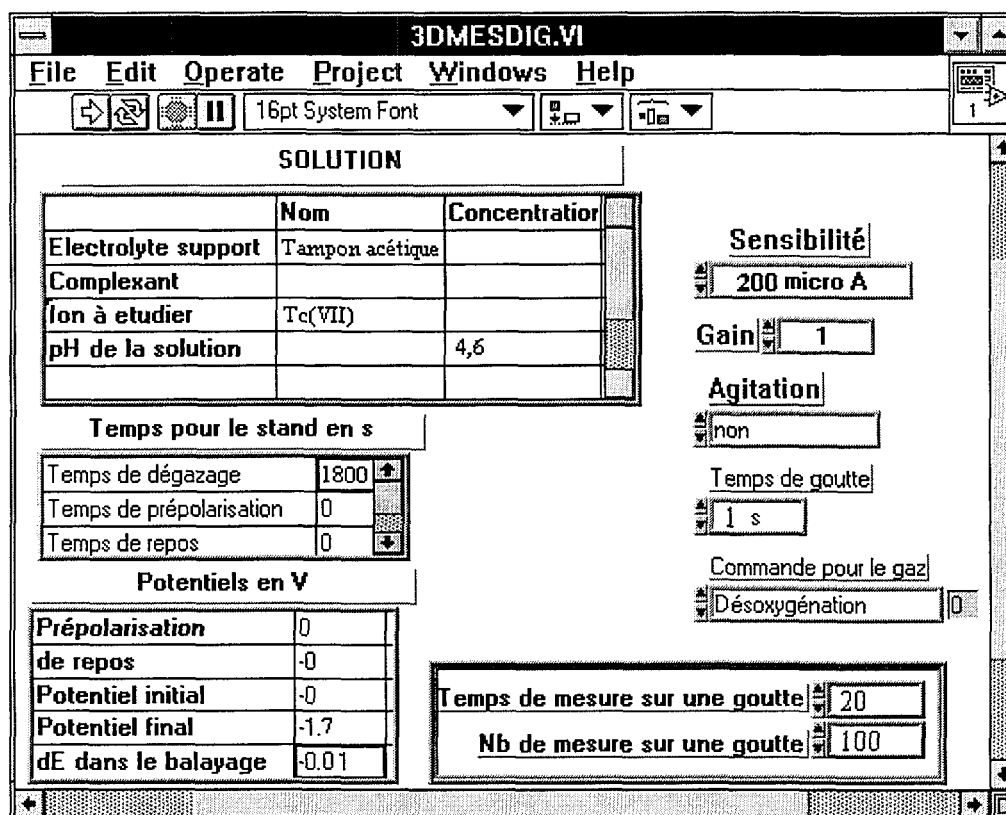 3DMESDIG.VI
File Edit Operate Project Windows Help
16pt System Font
1
SOLUTION
Nom Concentration
Electrolyte support Tampon acétique
Complexant
Ion à etudier Tc(VII)
pH de la solution 4,6
Temps pour le stand en s
Temps de dégazage 1800
Temps de prépolarisation 0
Temps de repos 0
Potentiels en V
Prépolarisation 0
de repos -0
Potentiel initial -0
Potentiel final -1.7
dE dans le balayage -0.01
Sensibilité
200 micro A
Gain 1
Agitation
non
Temps de goutte
1 s
Commande pour le gaz
Désoxygénation 0
Temps de mesure sur une goutte 20
Nb de mesure sur une goutte 100